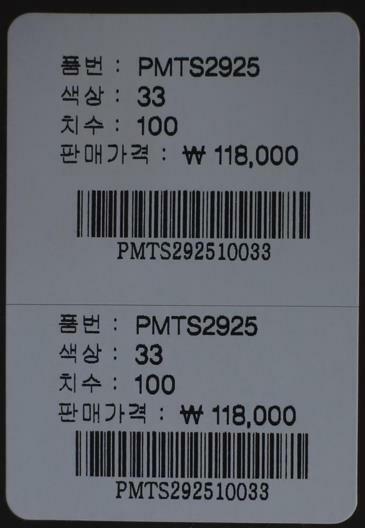 품번 : PMTS2925
색상 : 33
치수 : 100
판매가격 : ₩ 118,000
PMTS292510033
품번 : PMTS2925
색상 : 33
치수 : 100
판매가격 : ₩ 118,000
PMTS292510033